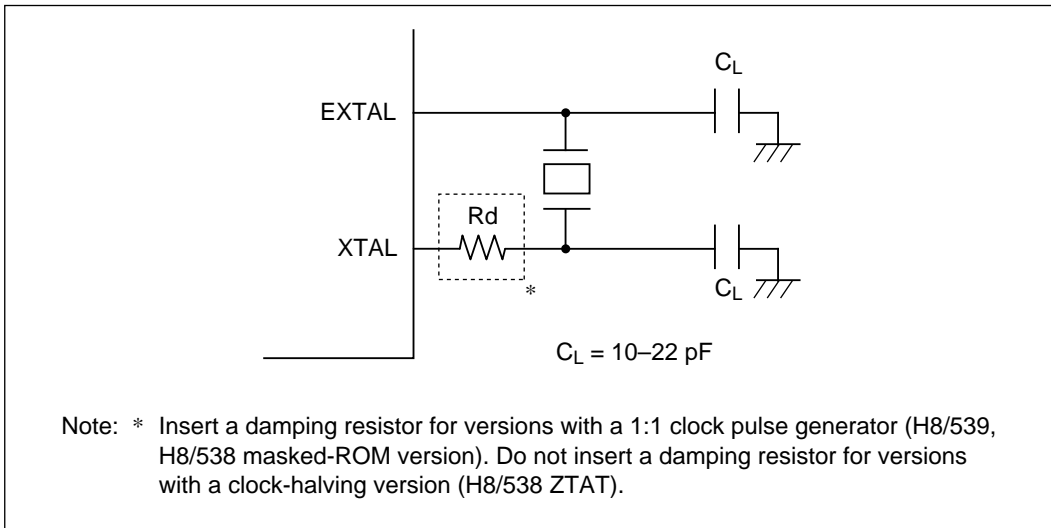 C_L
EXTAL
Rd
XTAL
*
C_L
C_L = 10–22 pF
Note: * Insert a damping resistor for versions with a 1:1 clock pulse generator (H8/539,
H8/538 masked-ROM version). Do not insert a damping resistor for versions
with a clock-halving version (H8/538 ZTAT).